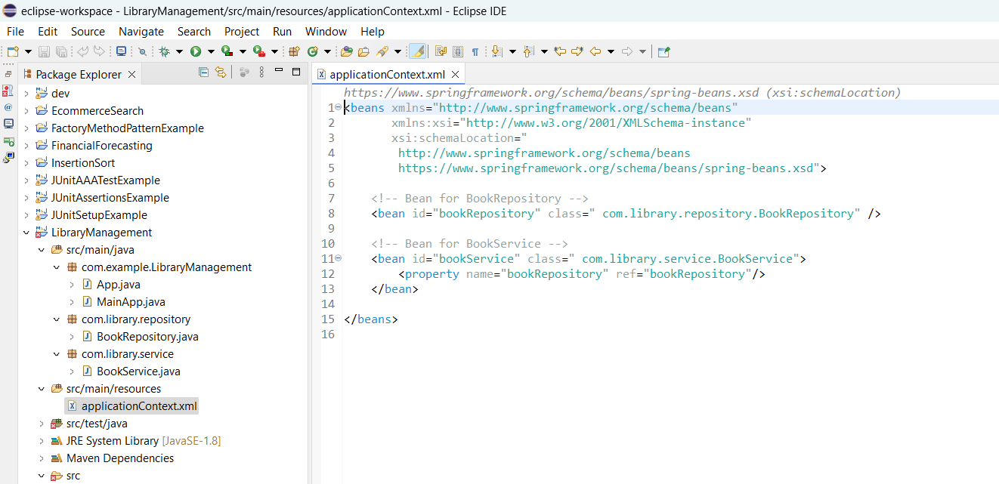 eclipse-workspace - LibraryManagement/src/main/resources/applicationContext.xml - Eclipse IDE
File Edit Source Navigate Search Project Run Window Help
Package Explorer
dev
EcommerceSearch
FactoryMethodPatternExample
FinancialForecasting
InsertionSort
JUnitAAATestExample
JUnitAssertionsExample
JUnitSetupExample
LibraryManagement
src/main/java
com.example.LibraryManagement
App.java
MainApp.java
com.library.repository
BookRepository.java
com.library.service
BookService.java
src/main/resources
applicationContext.xml
src/test/java
JRE System Library [JavaSE-1.8]
Maven Dependencies
src
applicationContext.xml
https://www.springframework.org/schema/beans/spring-beans.xsd (xsi:schemaLocation)
1 <beans xmlns="http://www.springframework.org/schema/beans"
2 xmlns:xsi="http://www.w3.org/2001/XMLSchema-instance"
3 xsi:schemaLocation="
4 http://www.springframework.org/schema/beans
5 https://www.springframework.org/schema/beans/spring-beans.xsd">
6
7 <!-- Bean for BookRepository -->
8 <bean id="bookRepository" class=" com.library.repository.BookRepository" />
9
10 <!-- Bean for BookService -->
11 <bean id="bookService" class=" com.library.service.BookService">
12 <property name="bookRepository" ref="bookRepository"/>
13 </bean>
14
15 </beans>
16